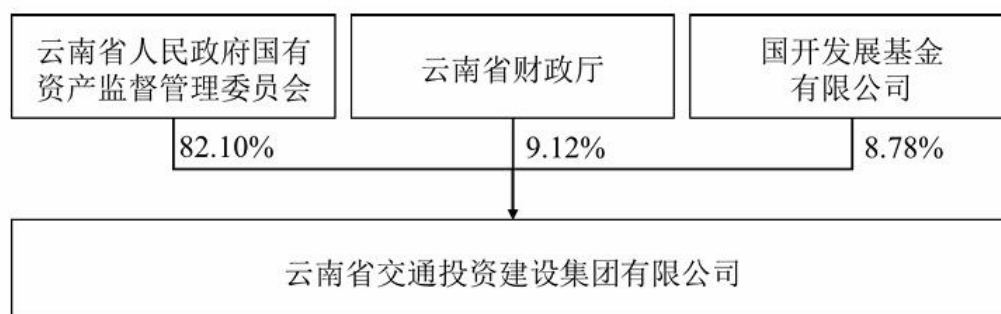 云南省人民政府国有
资产监督管理委员会
云南省财政厅
国开发展基金
有限公司
82.10%
9.12%
8.78%
云南省交通投资建设集团有限公司